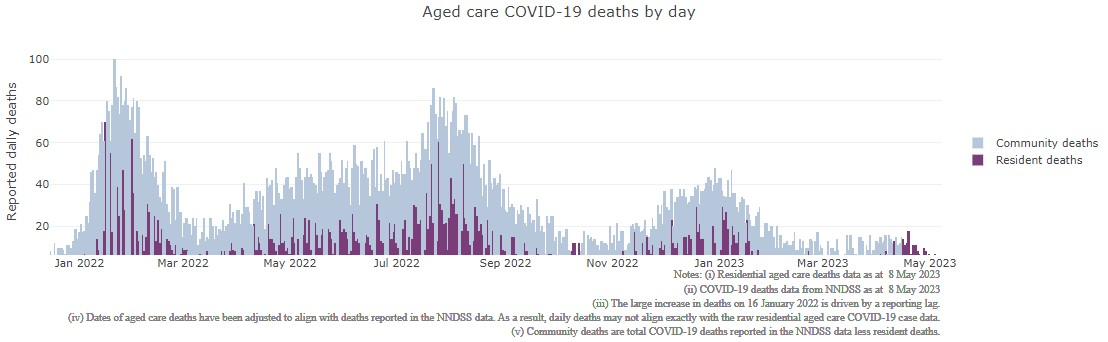 Aged care COVID-19 deaths by day
Reported daily deaths
100
80
60
40
20
Jan 2022 Mar 2022 May 2022 Jul 2022 Sep 2022 Nov 2022 Jan 2023 Mar 2023 May 2023
Community deaths
Resident deaths
Notes: (i) Residential aged care deaths data as at 8 May 2023
(ii) COVID-19 deaths data from NNDSS as at 8 May 2023
(iii) The large increase in deaths on 16 January 2022 is driven by a reporting lag.
(iv) Dates of aged care deaths have been adjusted to align with deaths reported in the NNDSS data. As a result, daily deaths may not align exactly with the raw residential aged care COVID-19 case data.
(v) Community deaths are total COVID-19 deaths reported in the NNDSS data less resident deaths.